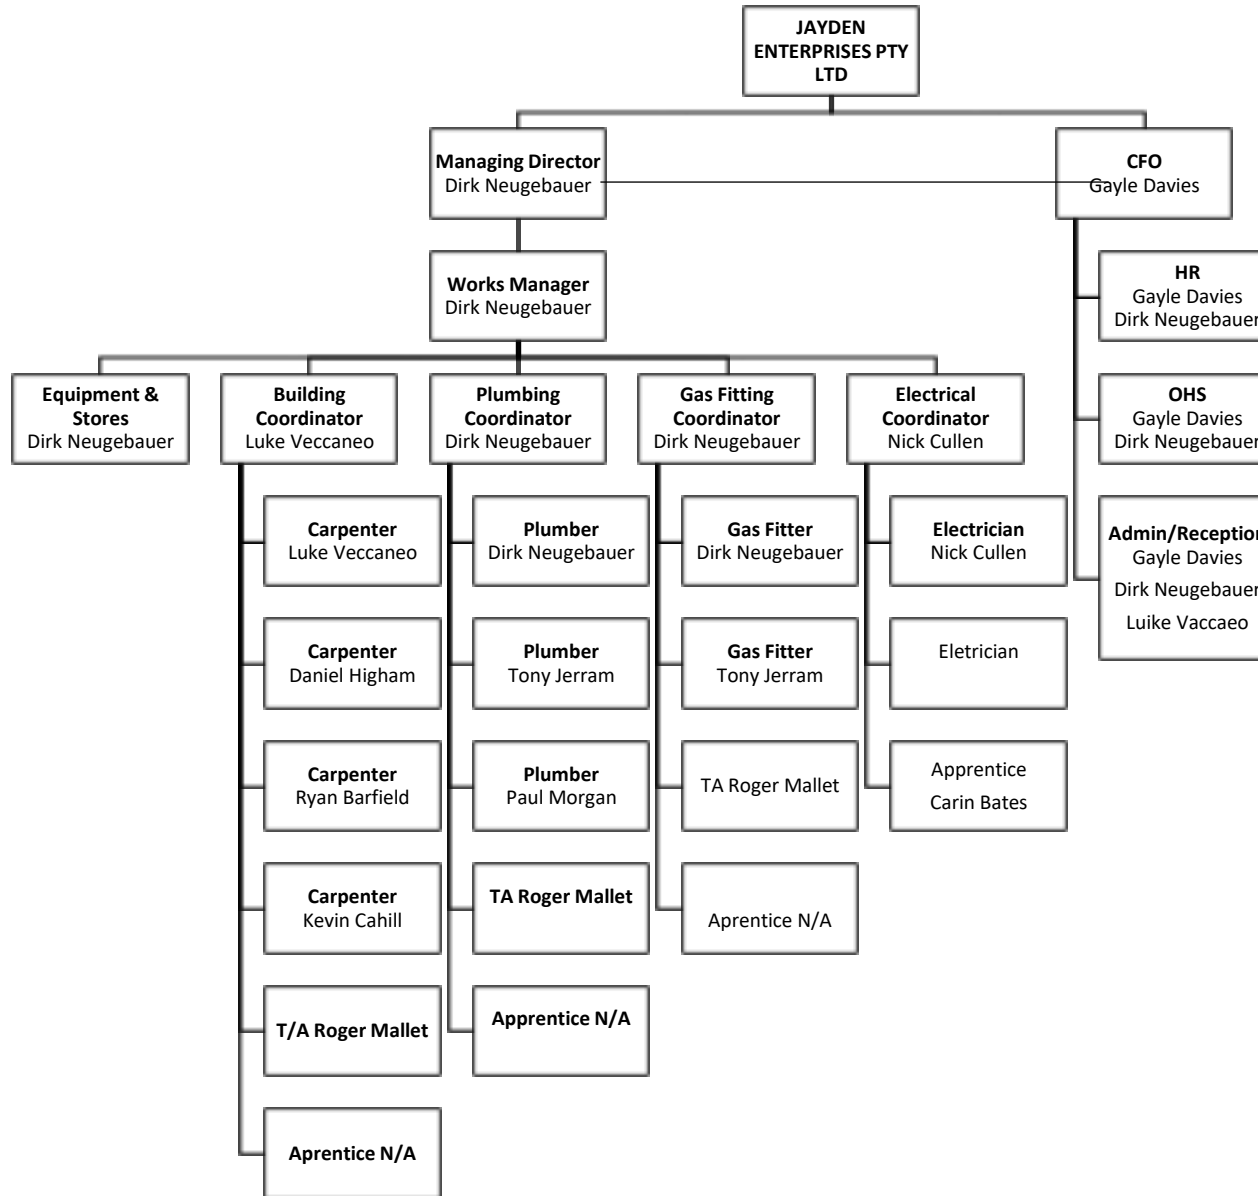 JAYDEN
ENTERPRISES PTY
LTD
Managing Director
Dirk Neugebauer
CFO
Gayle Davies
Works Manager
Dirk Neugebauer
HR
Gayle Davies
Dirk Neugebauer
Equipment &
Stores
Dirk Neugebauer
Building
Coordinator
Luke Veccaneo
Plumbing
Coordinator
Dirk Neugebauer
Gas Fitting
Coordinator
Dirk Neugebauer
Electrical
Coordinator
Nick Cullen
OHS
Gayle Davies
Dirk Neugebauer
Carpenter
Luke Veccaneo
Plumber
Dirk Neugebauer
Gas Fitter
Dirk Neugebauer
Electrician
Nick Cullen
Admin/Reception
Gayle Davies
Dirk Neugebauer
Luike Vaccaeo
Carpenter
Daniel Higham
Plumber
Tony Jerram
Gas Fitter
Tony Jerram
Eletrician
Carpenter
Ryan Barfield
Plumber
Paul Morgan
TA Roger Mallet
Apprentice
Carin Bates
Carpenter
Kevin Cahill
TA Roger Mallet
Aprentice N/A
T/A Roger Mallet
Apprentice N/A
Aprentice N/A